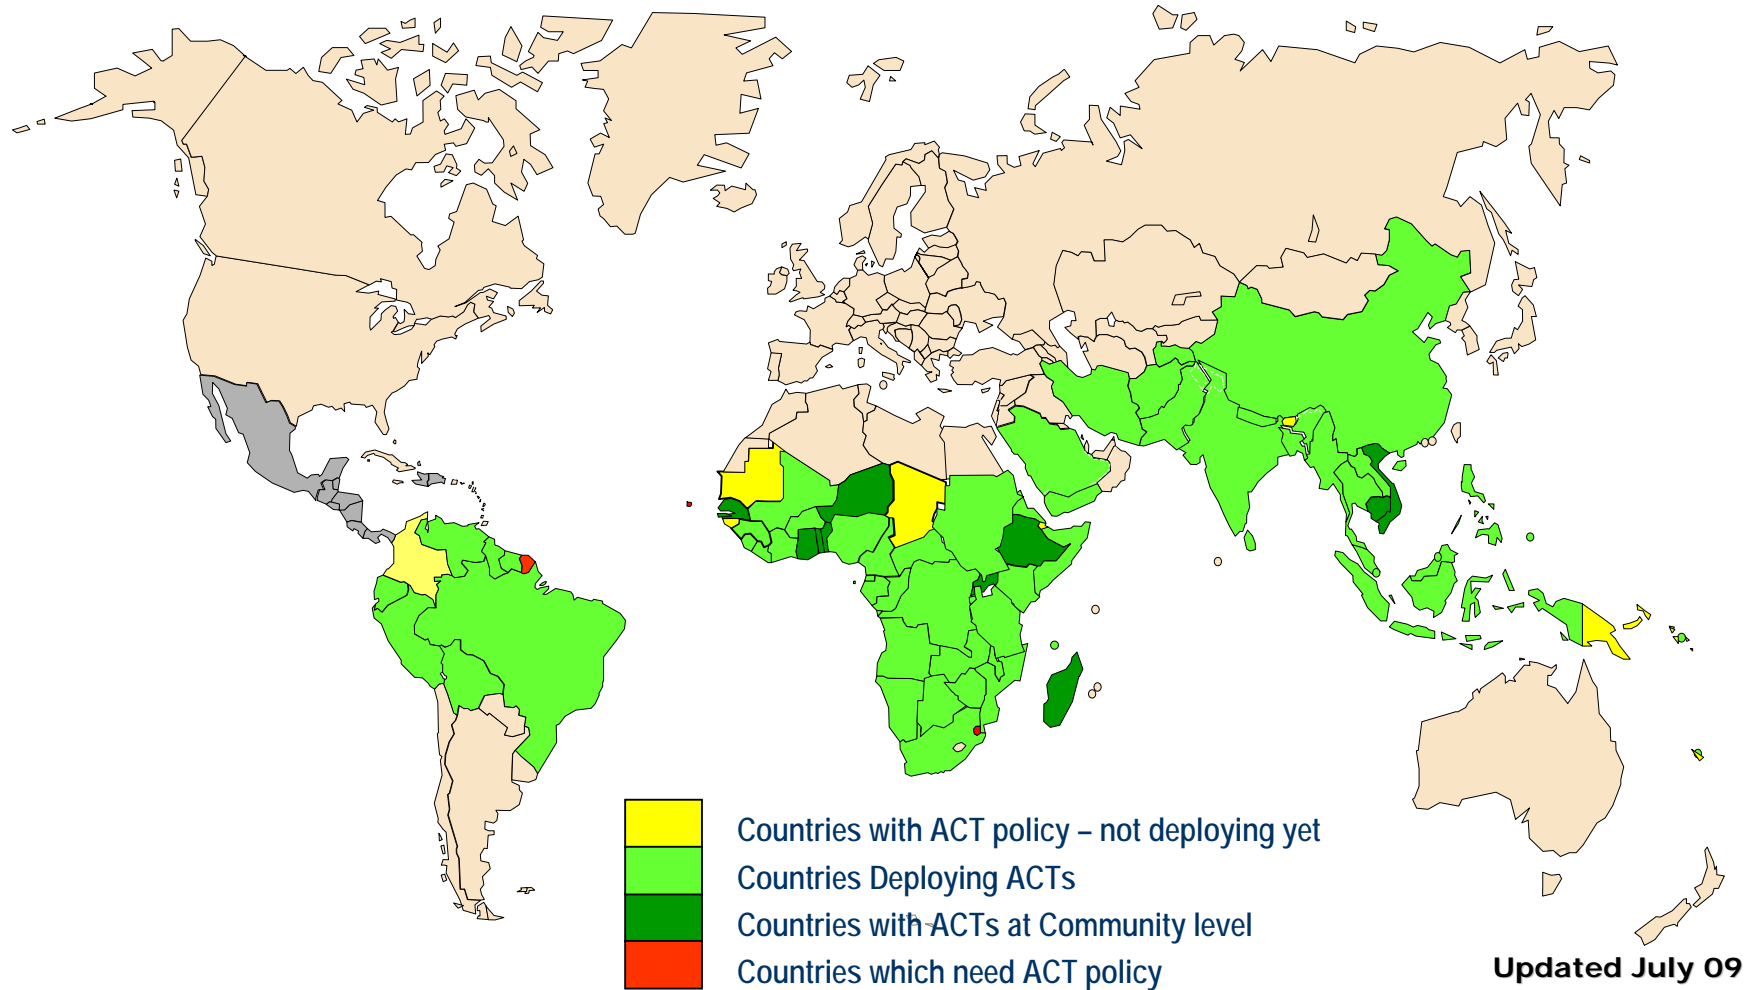 Countries with ACT policy – not deploying yet
Countries Deploying ACTs
Countries with ACTs at Community level
Countries which need ACT policy
Updated July 09